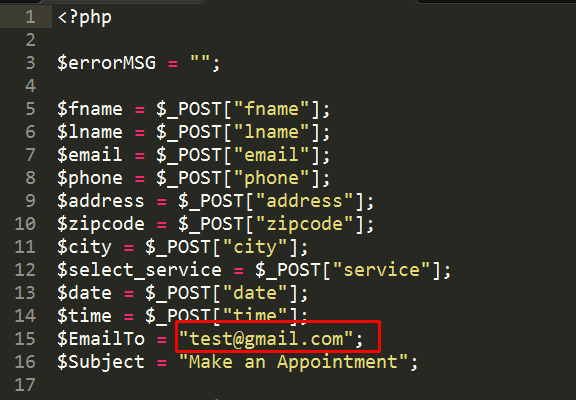 1 <?php
2
3 $errorMSG = "";
4
5 $fname = $_POST["fname"];
6 $lname = $_POST["lname"];
7 $email = $_POST["email"];
8 $phone = $_POST["phone"];
9 $address = $_POST["address"];
10 $zipcode = $_POST["zipcode"];
11 $city = $_POST["city"];
12 $select_service = $_POST["service"];
13 $date = $_POST["date"];
14 $time = $_POST["time"];
15 $EmailTo = "test@gmail.com";
16 $Subject = "Make an Appointment";
17